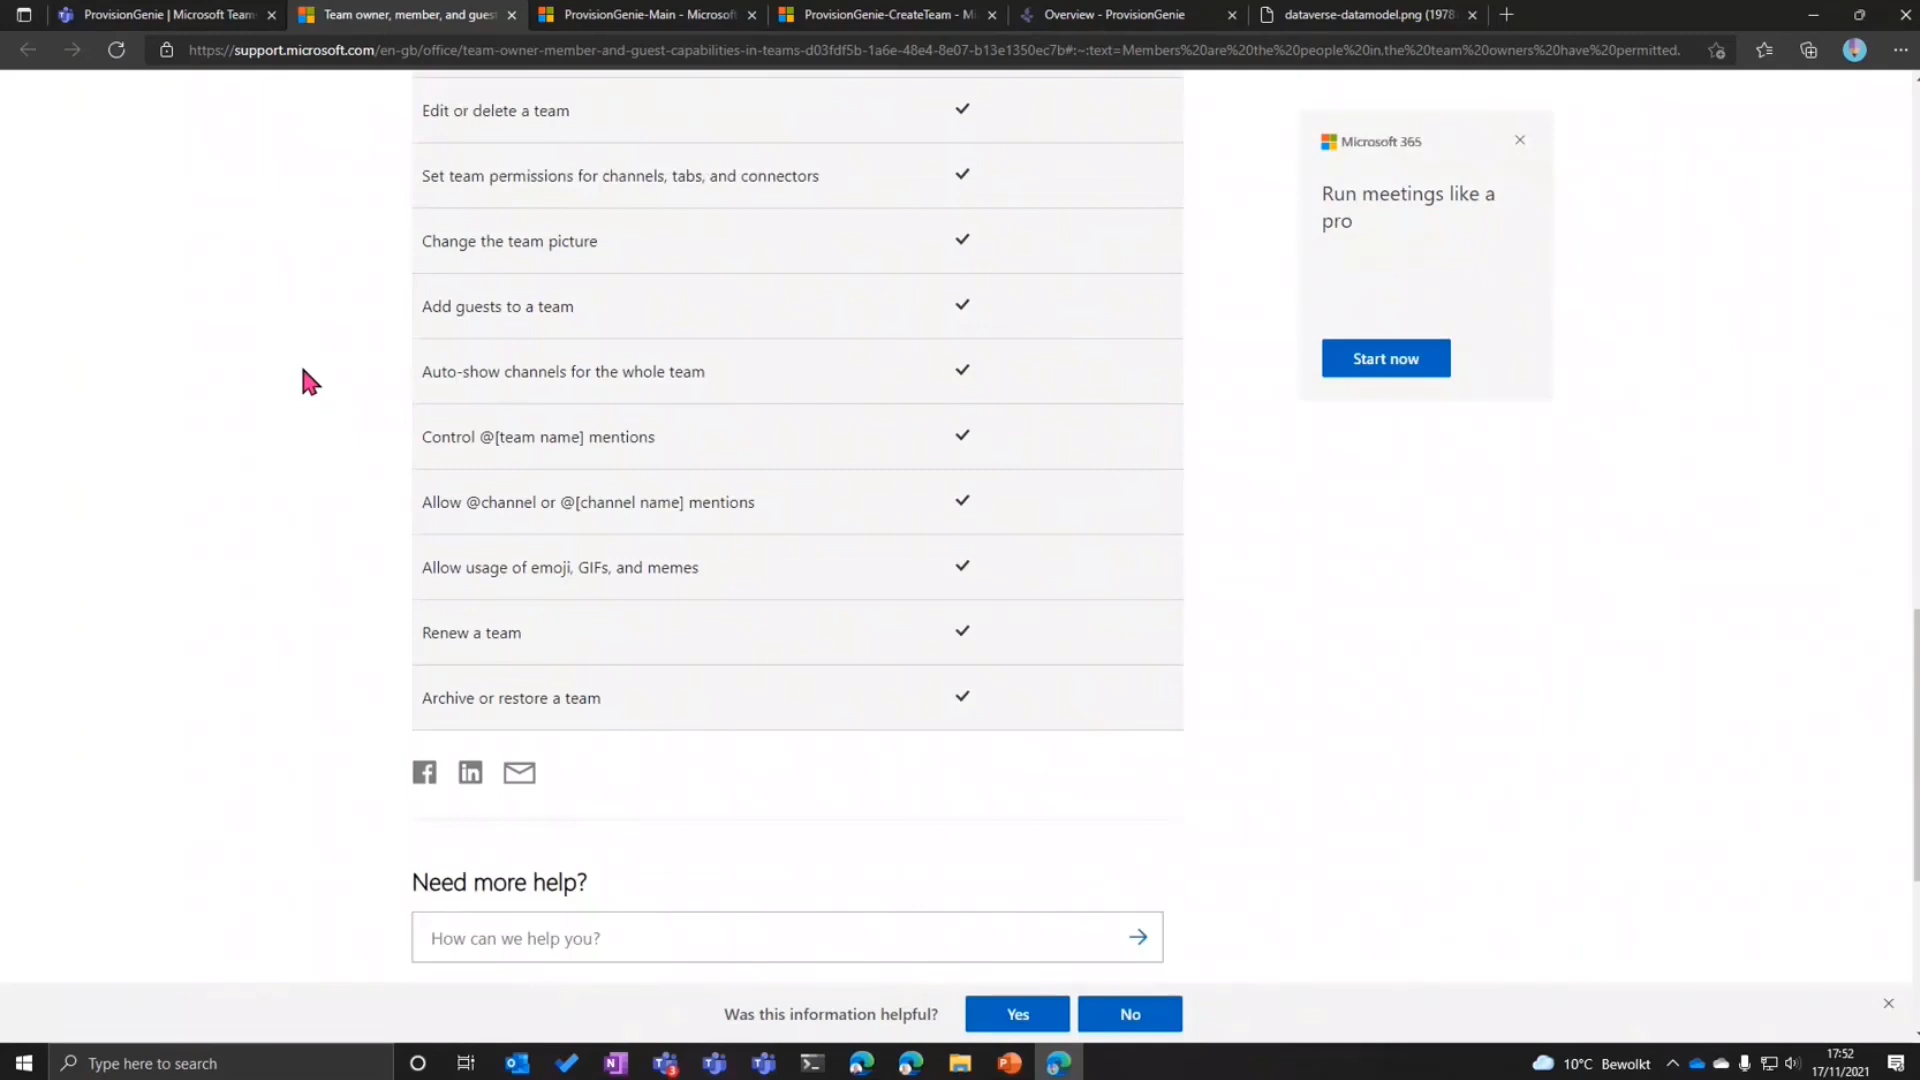 ProvisionGenie | Microsoft Team
Team owner, member, and gues
ProvisionGenie-Main - Microsoft
ProvisionGenie-CreateTeam - Mi
Overview - ProvisionGenie
dataverse-datamodel.png (1978
https://support.microsoft.com/en-gb/office/team-owner-member-and-guest-capabilities-in-teams-d03fdf5b-1a6e-48e4-8e07-b13e1350ec7b#:~:text=Members%20are%20the%20people%20in,the%20team%20owners%20have%20permitted.
Edit or delete a team
Set team permissions for channels, tabs, and connectors
Change the team picture
Add guests to a team
Auto-show channels for the whole team
Control @[team name] mentions
Allow @channel or @[channel name] mentions
Allow usage of emoji, GIFs, and memes
Renew a team
Archive or restore a team
Microsoft 365
Run meetings like a
pro
Start now
Need more help?
How can we help you?
Was this information helpful?
Yes
No
Type here to search
10°C Bewolkt
17:52
17/11/2021